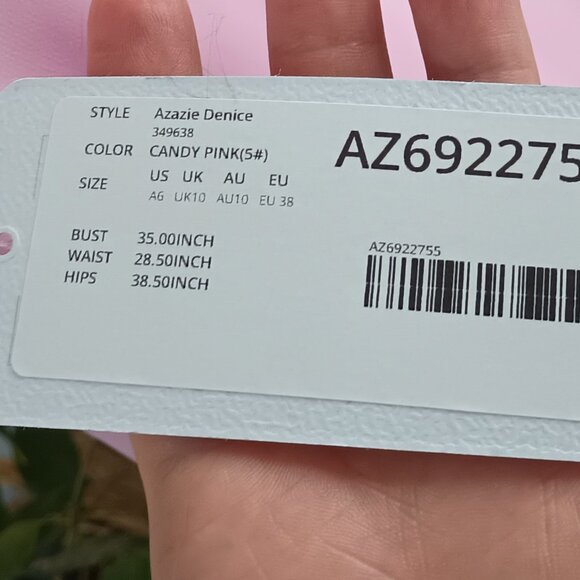 STYLE Azazie Denice
349638
COLOR CANDY PINK(5#)
SIZE US UK AU EU
A6 UK10 AU10 EU 38
BUST 35.00INCH
WAIST 28.50INCH
HIPS 38.50INCH
AZ6922755
AZ6922755